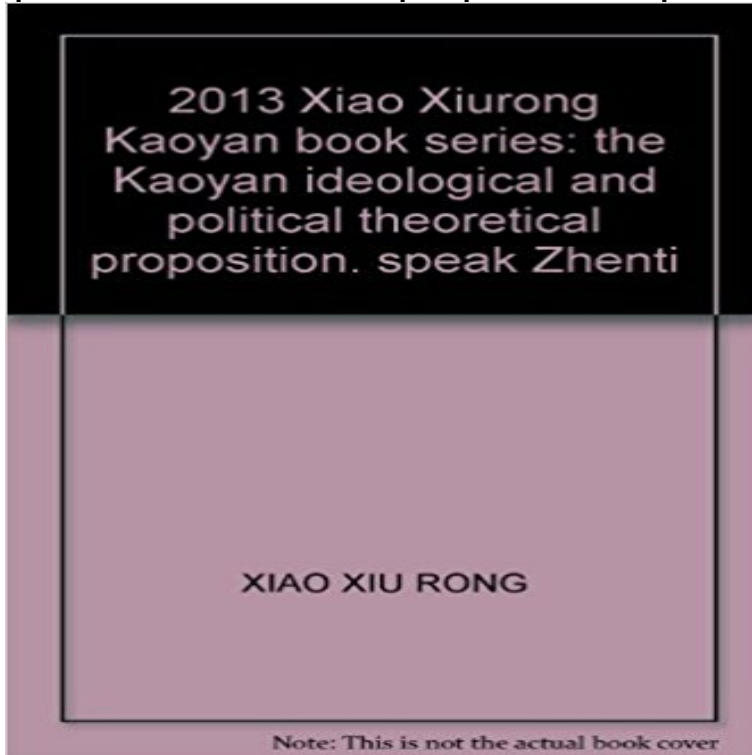 2013 Xiao Xiurong
Kaoyan book series: the
Kaoyan ideological and
political theoretical
proposition. speak Zhenti
XIAO XIU RONG
Note: This is not the actual book cover